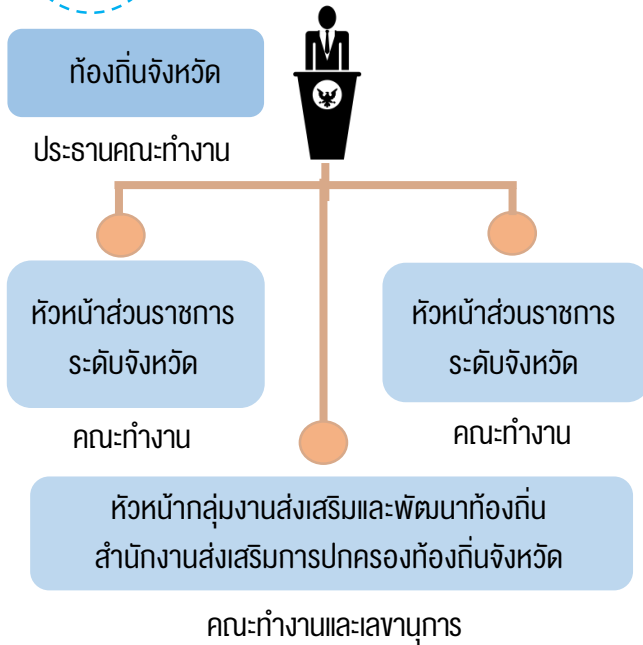 ท้องถิ่นจังหวัด
ประธานคณะทำงาน
หัวหน้าส่วนราชการ
ระดับจังหวัด
คณะทำงาน
หัวหน้าส่วนราชการ
ระดับจังหวัด
คณะทำงาน
หัวหน้ากลุ่มงานส่งเสริมและพัฒนาท้องถิ่น
สำนักงานส่งเสริมการปกครองท้องถิ่นจังหวัด
คณะทำงานและเลขานุการ